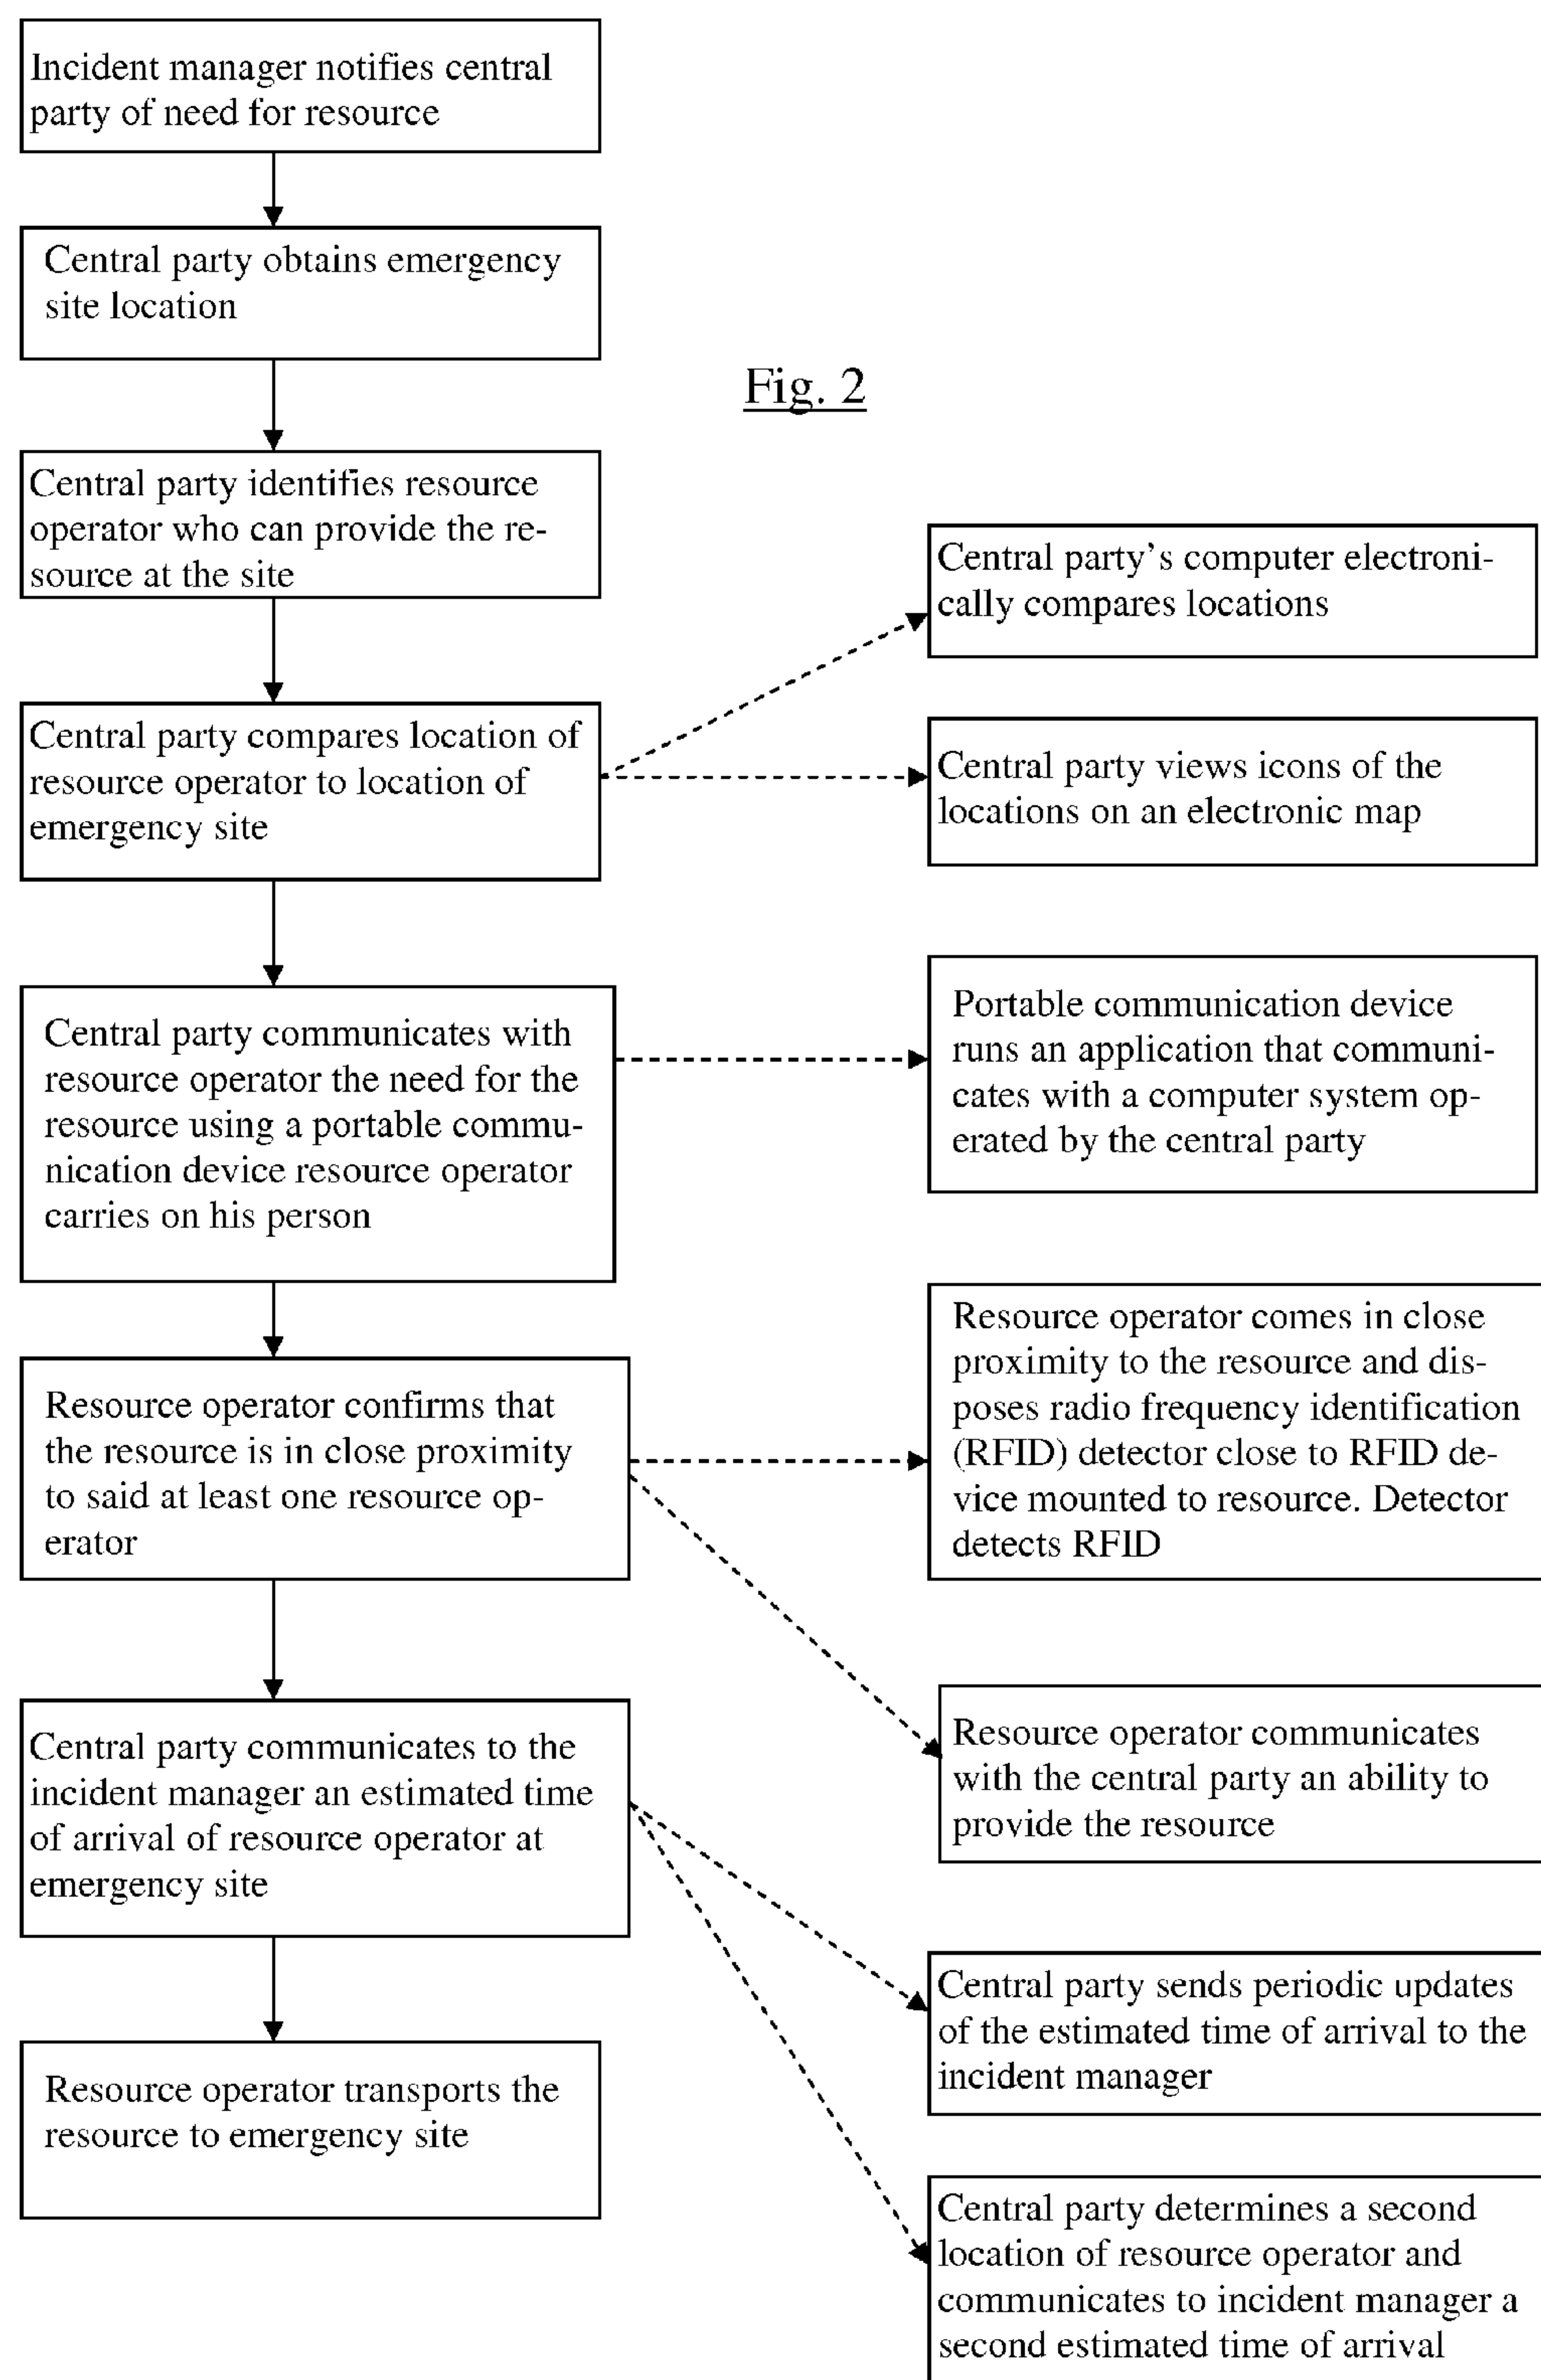 Incident manager notifies central
party of need for resource
Central party obtains emergency
site location
Fig. 2
Central party identifies resource
operator who can provide the re-
source at the site
Central party compares location of
resource operator to location of
emergency site
Central party's computer electroni-
cally compares locations
Central party views icons of the
locations on an electronic map
Central party communicates with
resource operator the need for the
resource using a portable commu-
nication device resource operator
carries on his person
Portable communication device
runs an application that communi-
cates with a computer system op-
erated by the central party
Resource operator confirms that
the resource is in close proximity
to said at least one resource op-
erator
Resource operator comes in close
proximity to the resource and dis-
poses radio frequency identification
(RFID) detector close to RFID de-
vice mounted to resource. Detector
detects RFID
Resource operator communicates
with the central party an ability to
provide the resource
Central party communicates to the
incident manager an estimated time
of arrival of resource operator at
emergency site
Central party sends periodic updates
of the estimated time of arrival to the
incident manager
Central party determines a second
location of resource operator and
communicates to incident manager a
second estimated time of arrival
Resource operator transports the
resource to emergency site